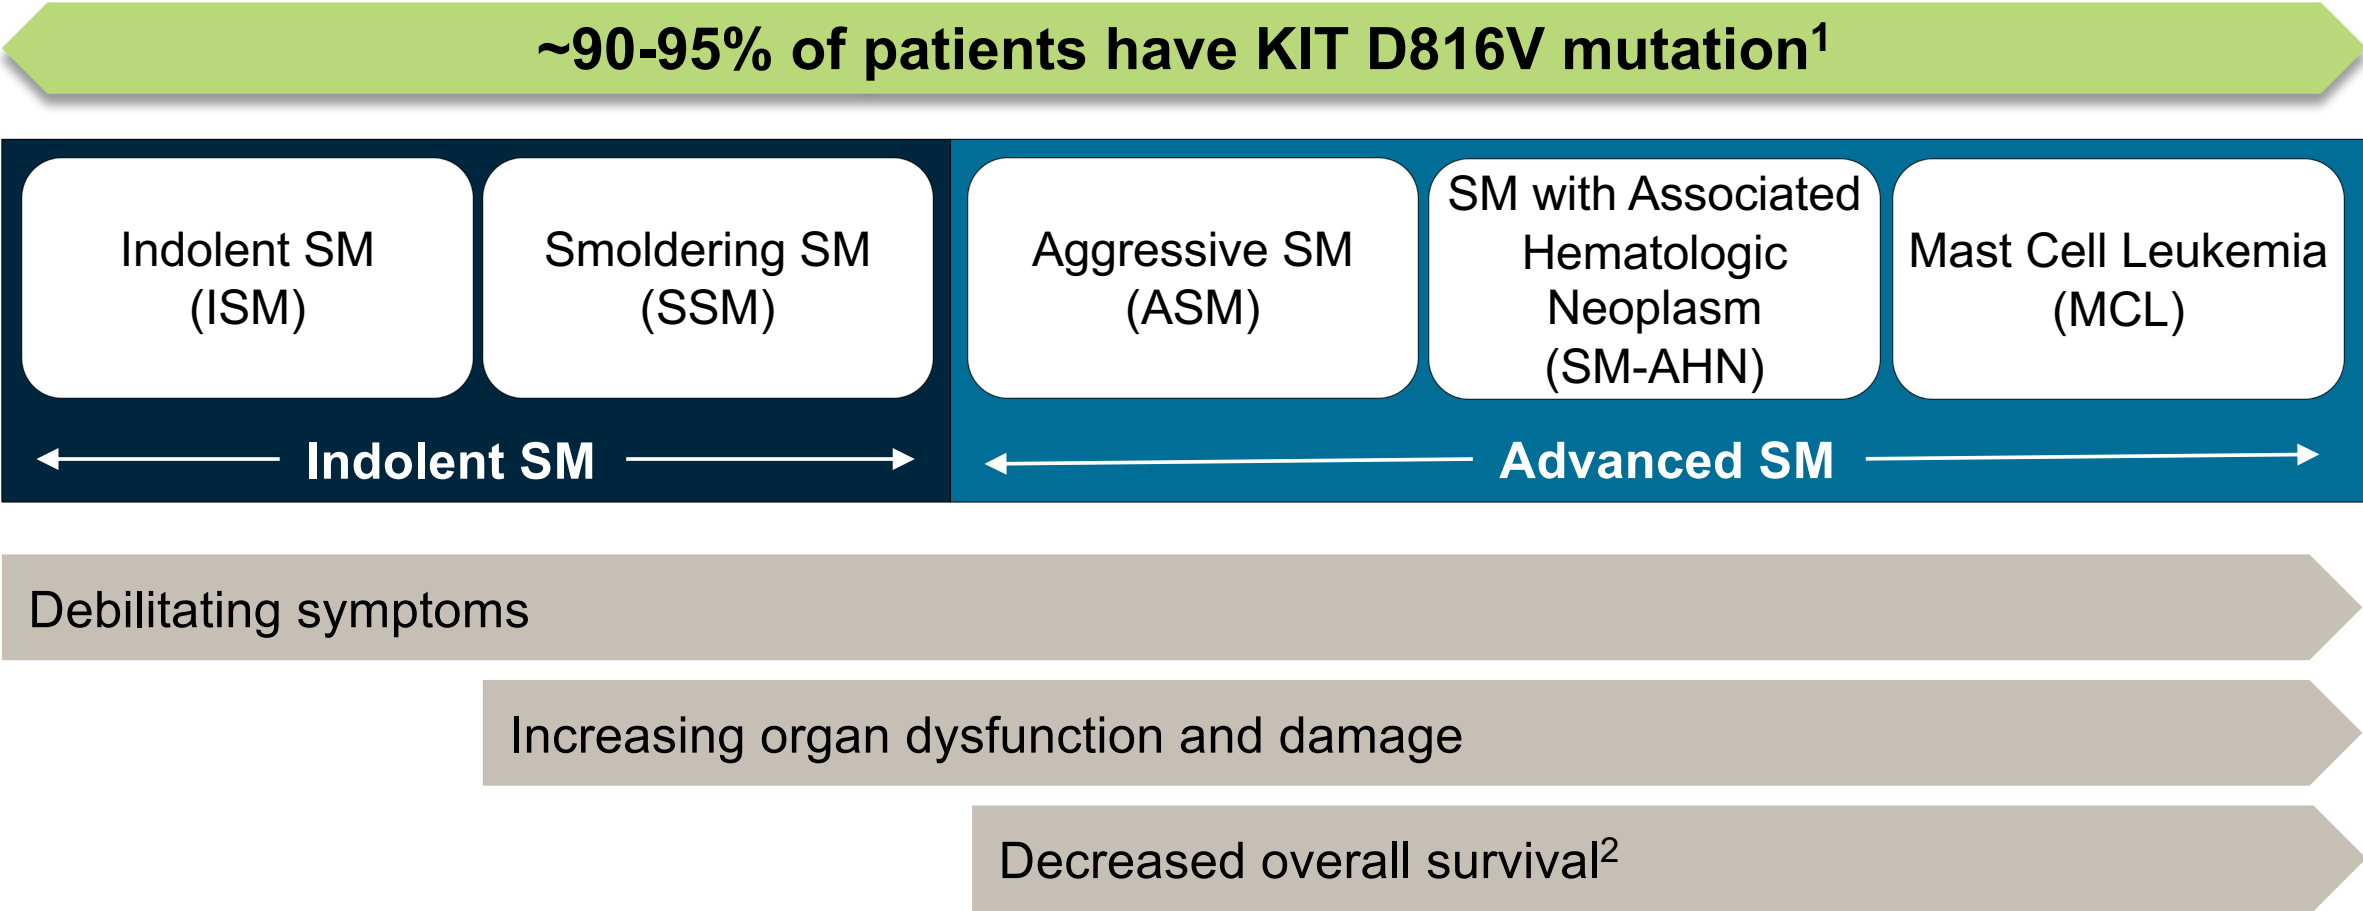 ~90-95% of patients have KIT D816V mutation¹
Indolent SM
(ISM)
Smoldering SM
(SSM)
Aggressive SM
(ASM)
SM with Associated
Hematologic
Neoplasm
(SM-AHN)
Mast Cell Leukemia
(MCL)
Indolent SM
Advanced SM
Debilitating symptoms
Increasing organ dysfunction and damage
Decreased overall survival²